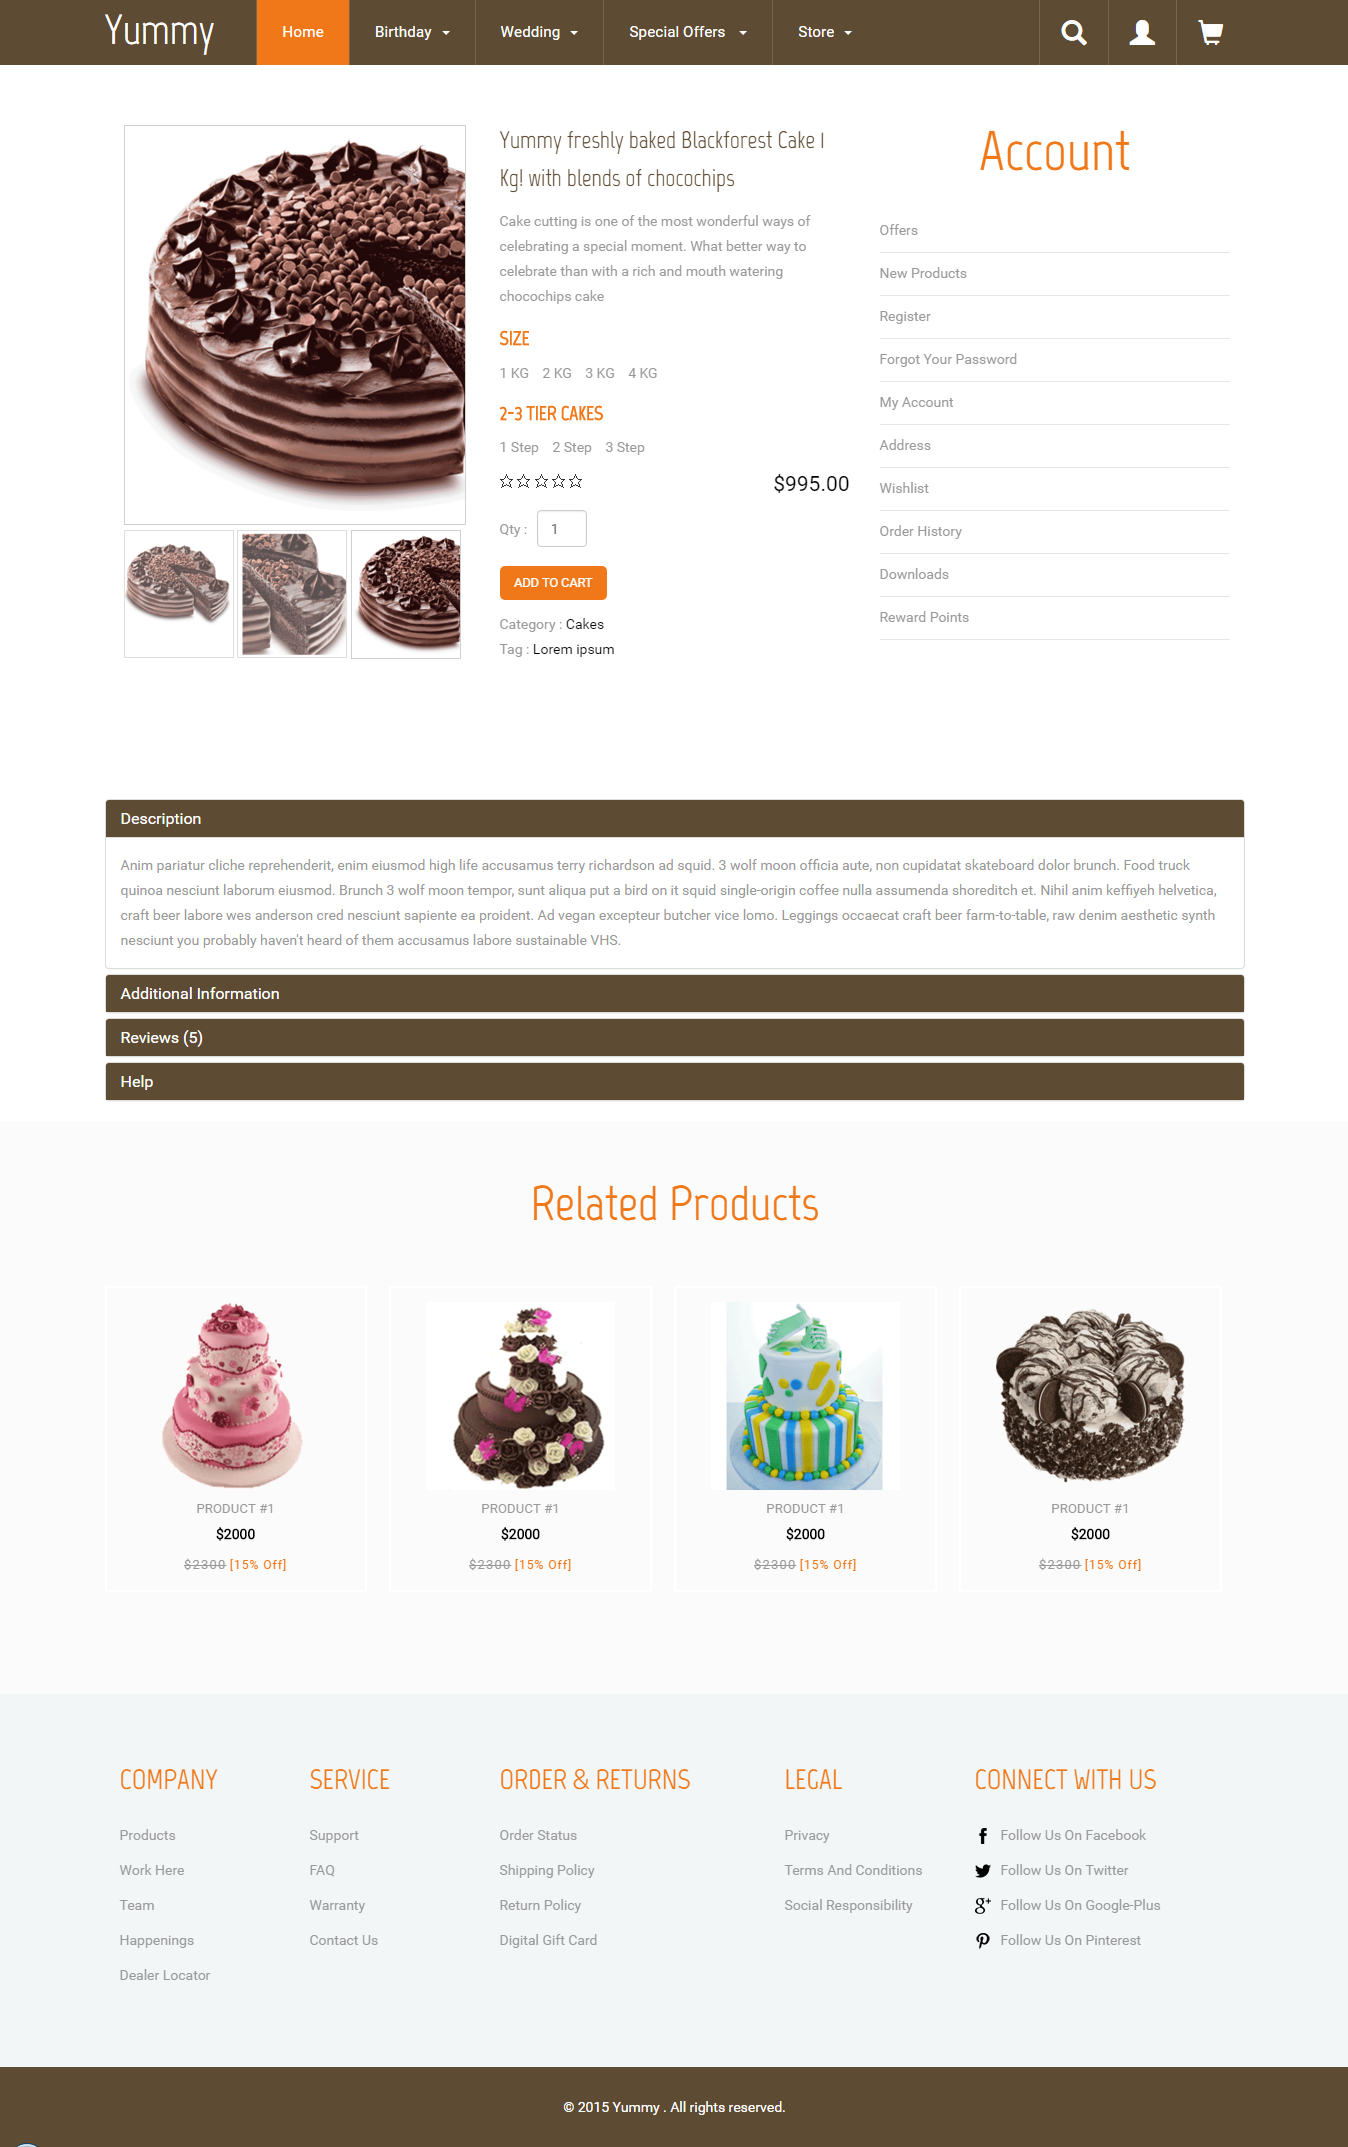 Yummy
Home
Birthday
Wedding
Special Offers
Store
Yummy freshly baked Blackforest Cake 1
Kg! with blends of chocochips
Cake cutting is one of the most wonderful ways of
celebrating a special moment. What better way to
celebrate than with a rich and mouth watering
chocochips cake
SIZE
1 KG 2 KG 3 KG 4 KG
2-3 TIER CAKES
1 Step 2 Step 3 Step
$995.00
Qty : 1
ADD TO CART
Category : Cakes
Tag : Lorem ipsum
Account
Offers
New Products
Register
Forgot Your Password
My Account
Address
Wishlist
Order History
Downloads
Reward Points
Description
Anim pariatur cliche reprehenderit, enim eiusmod high life accusamus terry richardson ad squid. 3 wolf moon officia aute, non cupidatat skateboard dolor brunch. Food truck
quinoa nesciunt laborum eiusmod. Brunch 3 wolf moon tempor, sunt aliqua put a bird on it squid single-origin coffee nulla assumenda shoreditch et. Nihil anim keffiyeh helvetica,
craft beer labore wes anderson cred nesciunt sapiente ea proident. Ad vegan excepteur butcher vice lomo. Leggings occaecat craft beer farm-to-table, raw denim aesthetic synth
nesciunt you probably haven't heard of them accusamus labore sustainable VHS.
Additional Information
Reviews (5)
Help
Related Products
PRODUCT #1
$2000
$2300 [15% Off]
PRODUCT #1
$2000
$2300 [15% Off]
PRODUCT #1
$2000
$2300 [15% Off]
PRODUCT #1
$2000
$2300 [15% Off]
COMPANY
Products
Work Here
Team
Happenings
Dealer Locator
SERVICE
Support
FAQ
Warranty
Contact Us
ORDER & RETURNS
Order Status
Shipping Policy
Return Policy
Digital Gift Card
LEGAL
Privacy
Terms And Conditions
Social Responsibility
CONNECT WITH US
Follow Us On Facebook
Follow Us On Twitter
Follow Us On Google-Plus
Follow Us On Pinterest
© 2015 Yummy . All rights reserved.